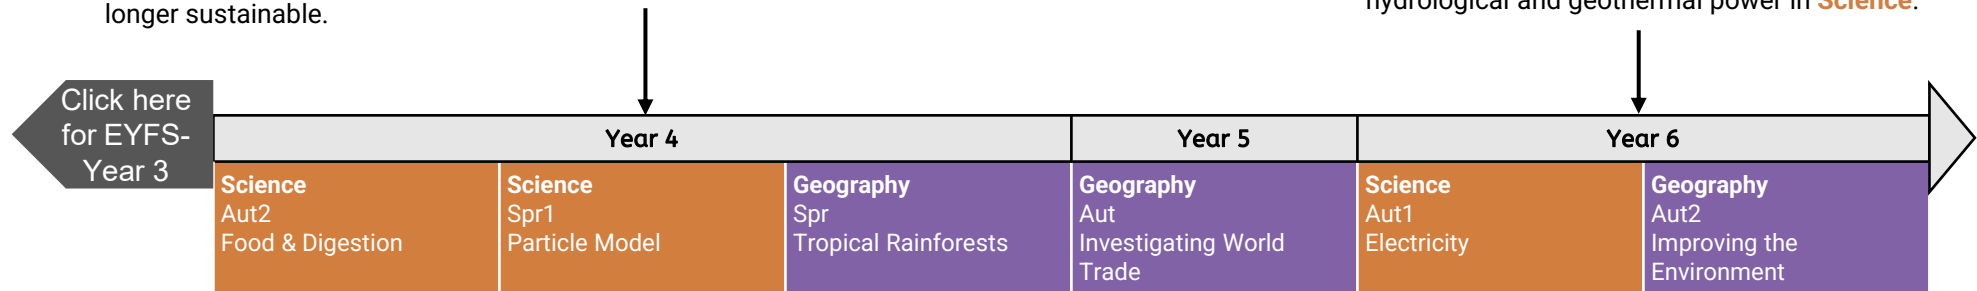 longer sustainable.
hydrological and geothermal power in Science.
Click here
for EYFS-
Year 3
Year 4
Year 5
Year 6
Science
Aut2
Food & Digestion
Science
Spr1
Particle Model
Geography
Spr
Tropical Rainforests
Geography
Aut
Investigating World
Trade
Science
Aut1
Electricity
Geography
Aut2
Improving the
Environment